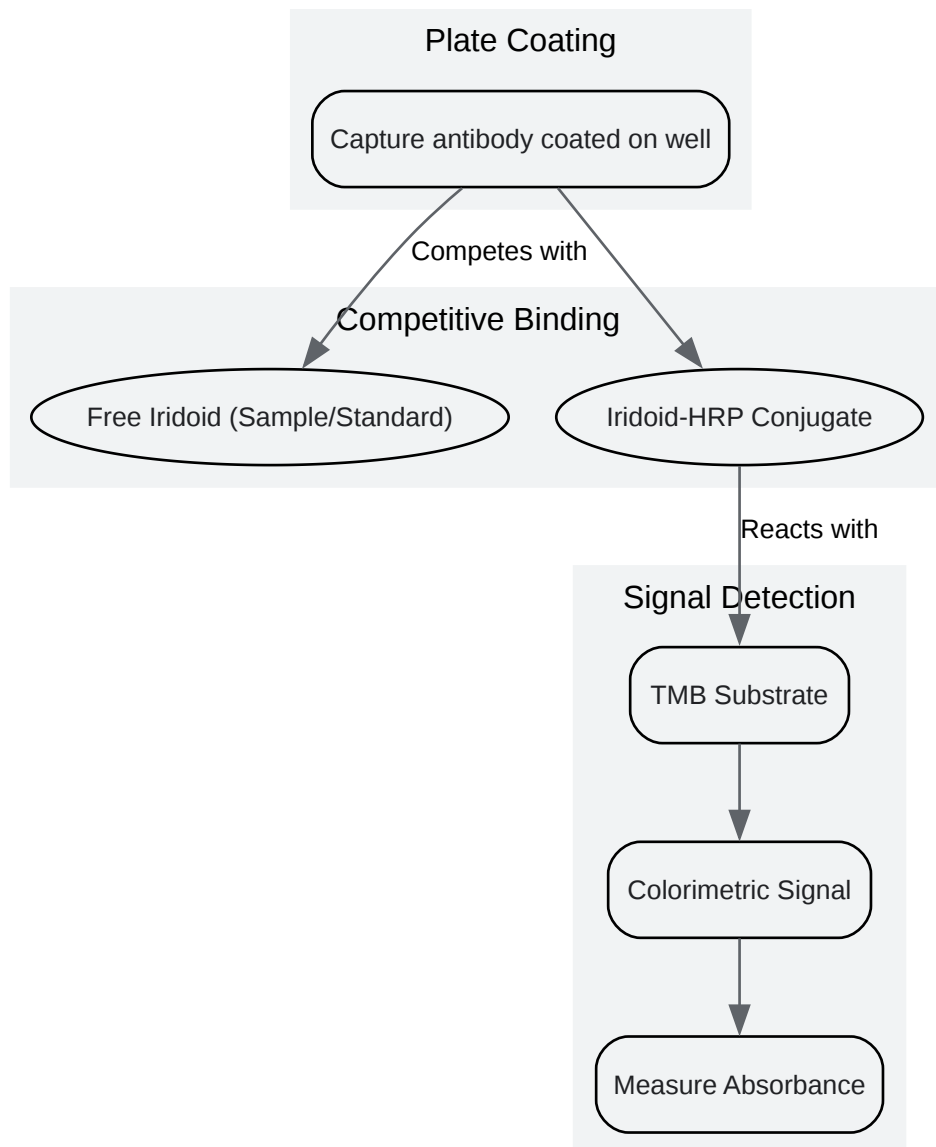 Plate Coating
Capture antibody coated on well
Competes with
Competitive Binding
Free Iridoid (Sample/Standard)
Iridoid-HRP Conjugate
Reacts with
Signal Detection
TMB Substrate
Colorimetric Signal
Measure Absorbance